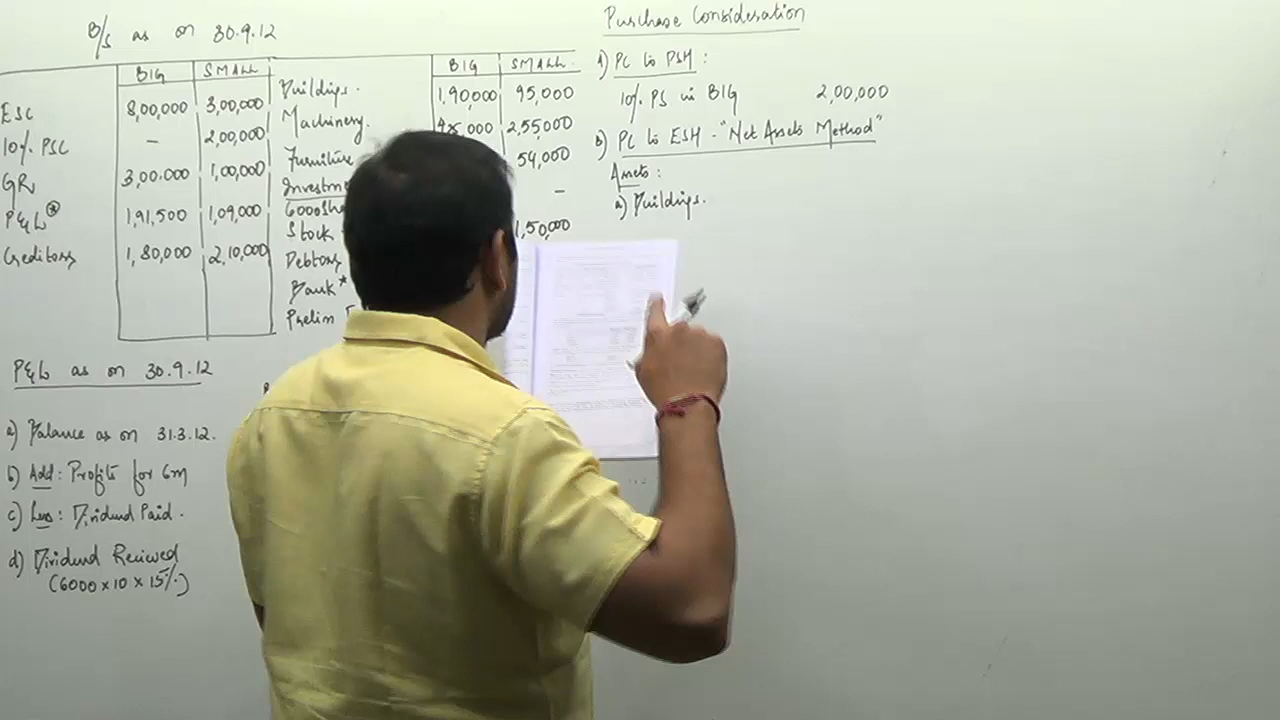 B/S as on 30.9.12
BIG SMALL BIG SMALL
ESC 8,00,000 3,00,000 Buildings. 1,90,000 95,000
10% PSC - 2,00,000 Machinery. 2,55,000
GR 3,00,000 1,00,000 Furniture 54,000
Investm -
P&L* 1,91,500 1,09,000 6000 Sha
Stock 1,50,000
Creditors 1,80,000 2,10,000 Debtors
Bank*
Prelim
P&L as on 30.9.12
a) Balance as on 31.3.12.
b) Add: Profits for 6m
c) Less: Dividend Paid.
d) Dividend Received
(6000 x 10 x 15%)
Purchase Consideration
A) PC to PSH:
10% PS in BIG 2,00,000
B) PC to ESH - "Net Assets Method"
Assets:
a) Buildings.